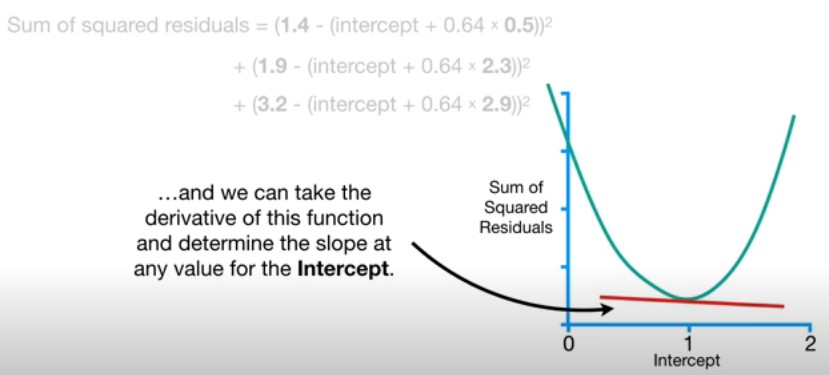 Sum of squared residuals = (1.4 - (intercept + 0.64 × 0.5))²
+ (1.9 - (intercept + 0.64 × 2.3))²
+ (3.2 - (intercept + 0.64 × 2.9))²
...and we can take the
derivative of this function
and determine the slope at
any value for the Intercept.
Sum of
Squared
Residuals
0
1
2
Intercept